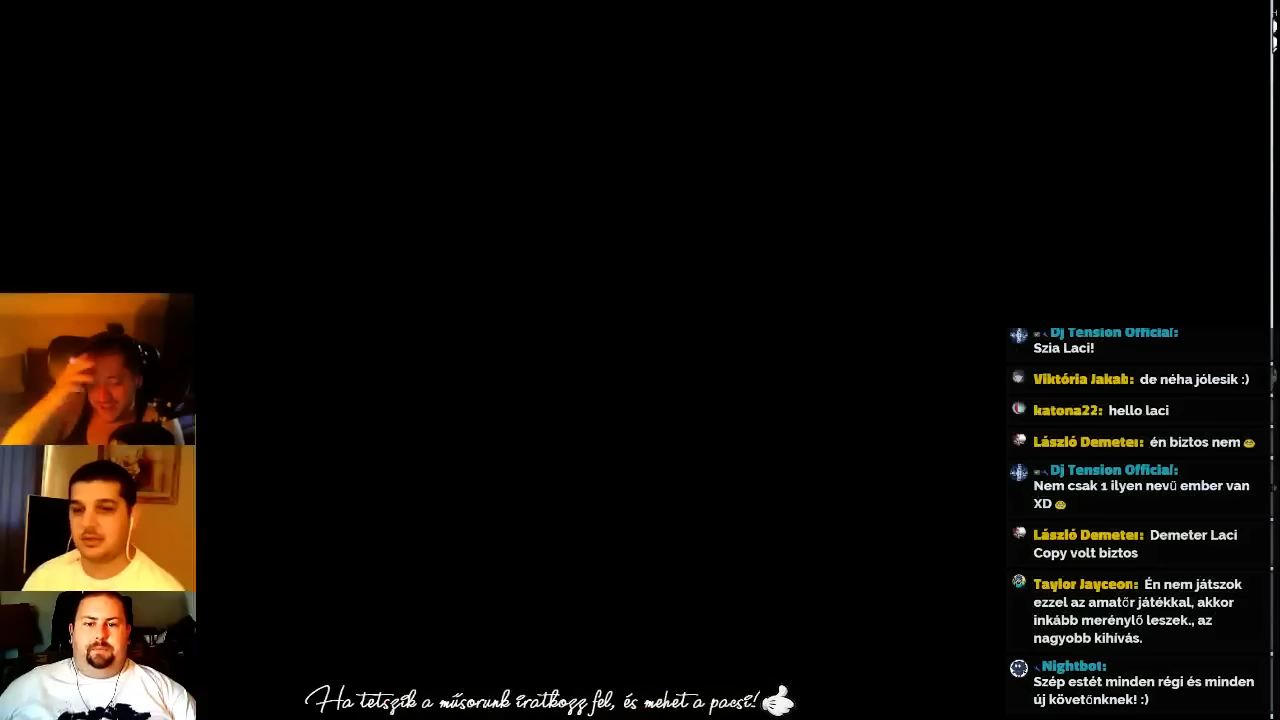 Dj Tension Official:
Szia Laci!
Viktória Jakab: de néha jólesik :)
katona22: hello laci
László Demeter: én biztos nem
Dj Tension Official:
Nem csak 1 ilyen nevű ember van
XD
László Demeter: Demeter Laci
Copy volt biztos
Taylor Jayceon: Én nem játszok
ezzel az amatőr játékkal, akkor
inkább merénylő leszek., az
nagyobb kihívás.
Nightbot:
Szép estét minden régi és minden
új követőnknek! :)
Ha tetszik a műsorunk iratkozz fel, és mehet a pacsi!